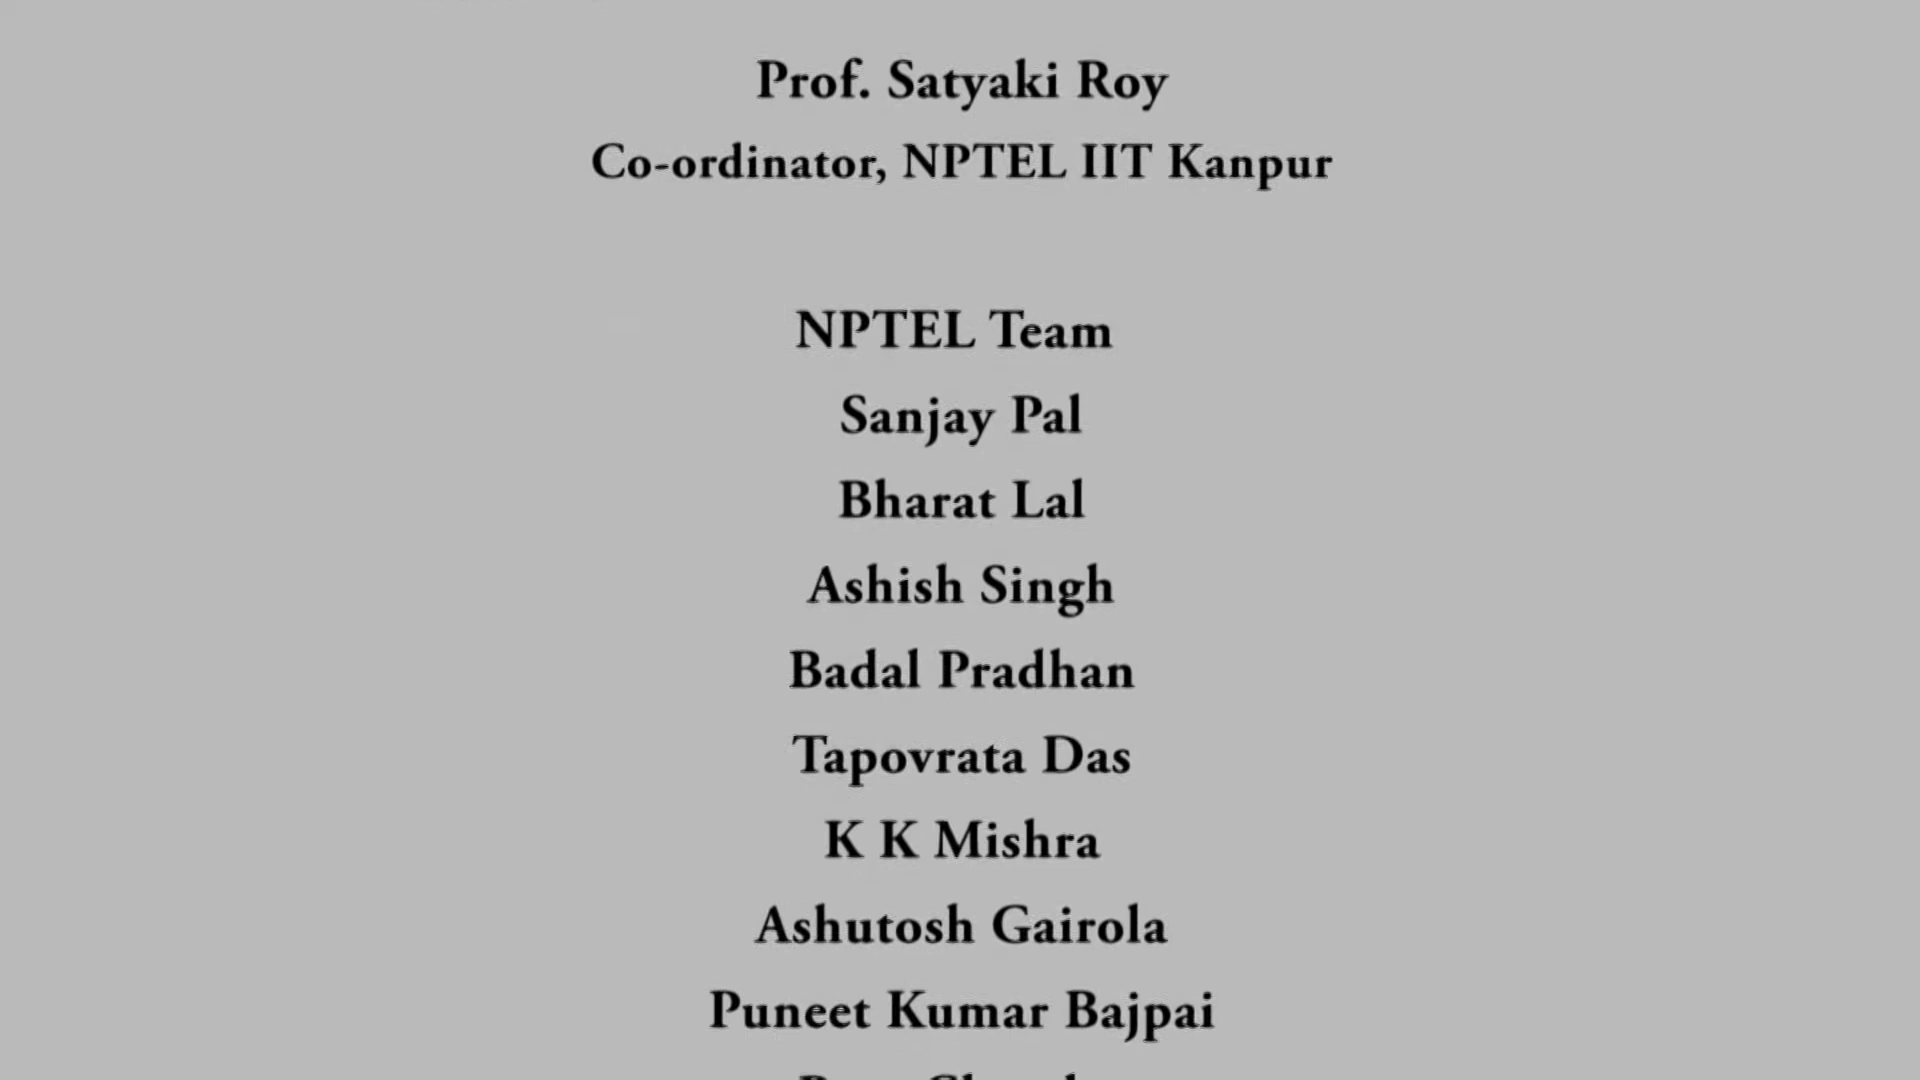 Prof. Satyaki Roy
Co-ordinator, NPTEL IIT Kanpur
NPTEL Team
Sanjay Pal
Bharat Lal
Ashish Singh
Badal Pradhan
Tapovrata Das
K K Mishra
Ashutosh Gairola
Puneet Kumar Bajpai